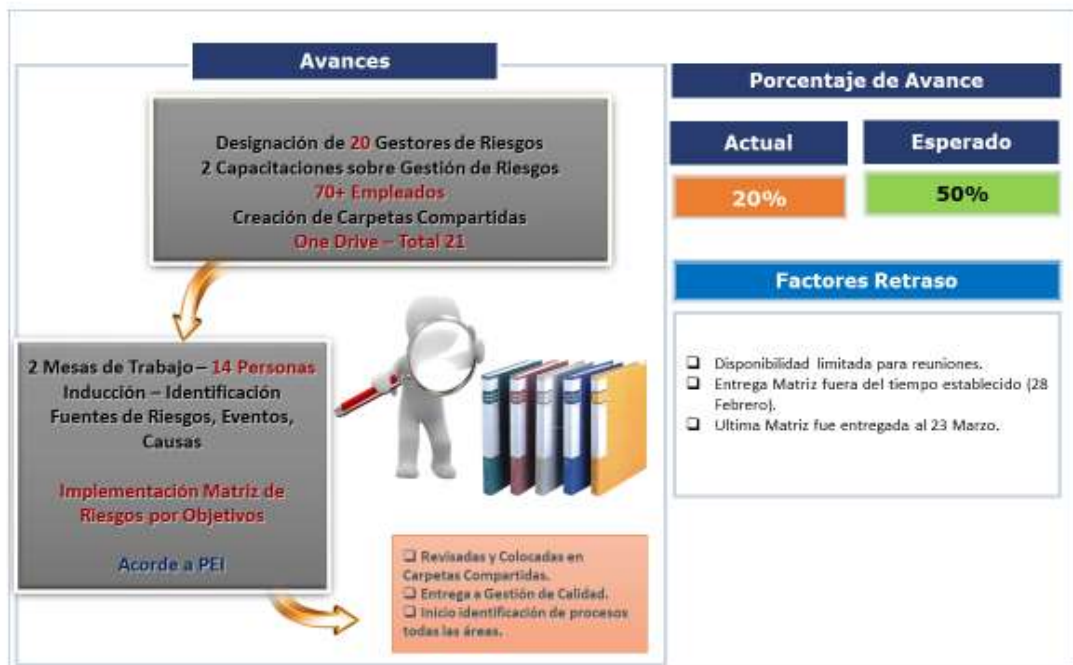 Avances
Designación de 20 Gestores de Riesgos
2 Capacitaciones sobre Gestión de Riesgos
70+ Empleados
Creación de Carpetas Compartidas
One Drive – Total 21
2 Mesas de Trabajo – 14 Personas
Inducción – Identificación
Fuentes de Riesgos, Eventos,
Causas
Implementación Matriz de
Riesgos por Objetivos
Acorde a PEI
❑ Revisadas y Colocadas en
Carpetas Compartidas.
❑ Entrega a Gestión de Calidad.
❑ Inicio identificación de procesos
todas las áreas.
Porcentaje de Avance
Actual
Esperado
20%
50%
Factores Retraso
❑ Disponibilidad limitada para reuniones.
❑ Entrega Matriz fuera del tiempo establecido (28
Febrero).
❑ Ultima Matriz fue entregada al 23 Marzo.